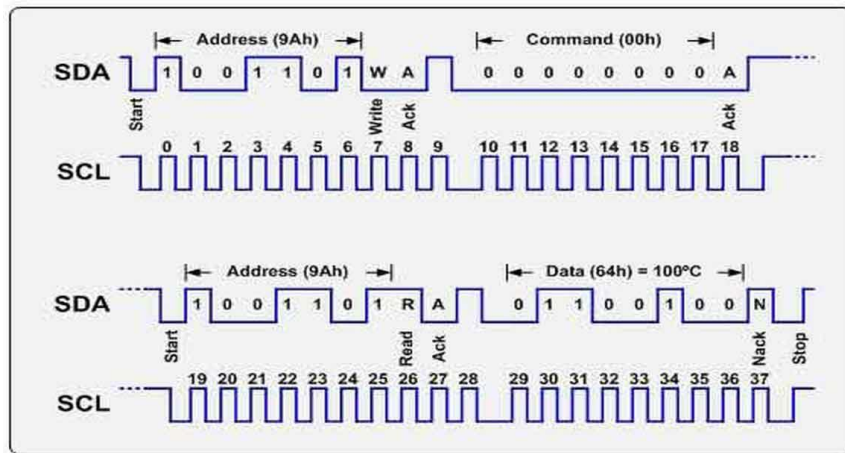 Address (9Ah) Command (00h)
SDA 1 0 0 1 1 0 1 W A 0 0 0 0 0 0 0 0 A
Start Write Ack Ack
0 1 2 3 4 5 6 7 8 9 10 11 12 13 14 15 16 17 18
SCL
Address (9Ah) Data (64h) = 100ºC
SDA 1 0 0 1 1 0 1 R A 0 1 1 0 0 1 0 0 N
Start Read Ack Nack Stop
19 20 21 22 23 24 25 26 27 28 29 30 31 32 33 34 35 36 37
SCL